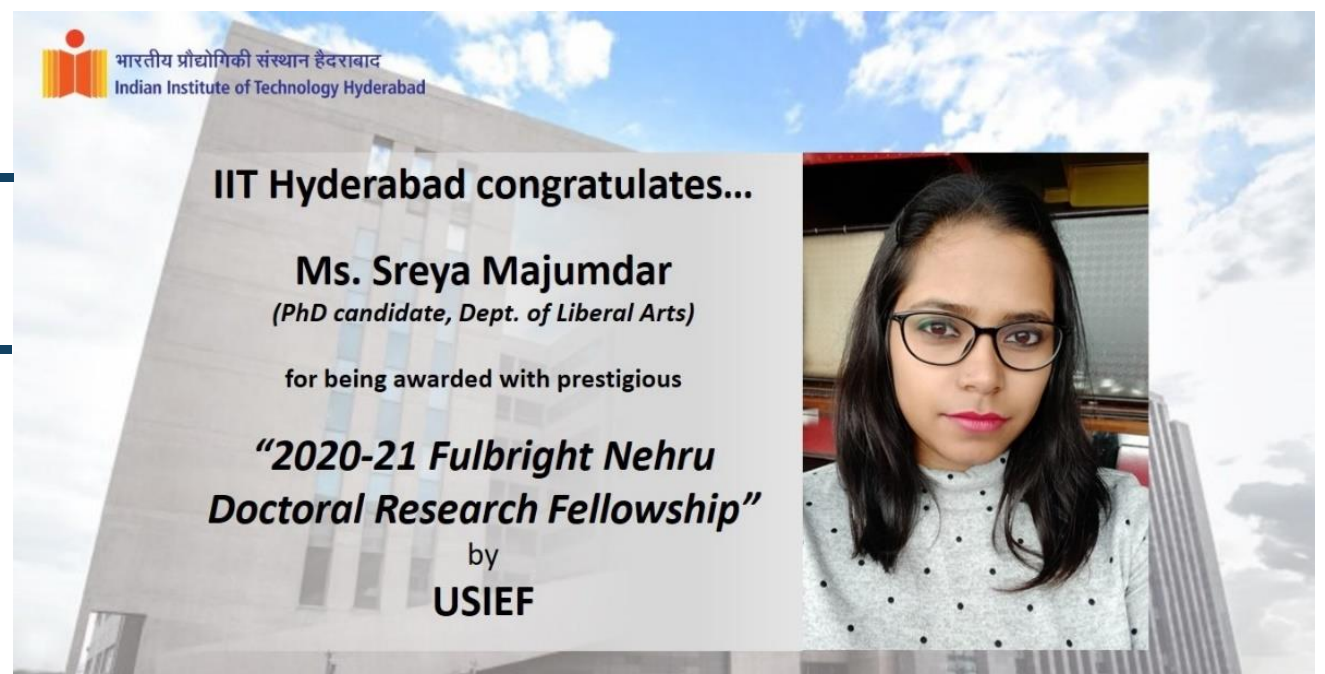 भारतीय प्रौद्योगिकी संस्थान हैदराबाद
Indian Institute of Technology Hyderabad
IIT Hyderabad congratulates...
Ms. Sreya Majumdar
(PhD candidate, Dept. of Liberal Arts)
for being awarded with prestigious
“2020-21 Fulbright Nehru
Doctoral Research Fellowship”
by
USIEF